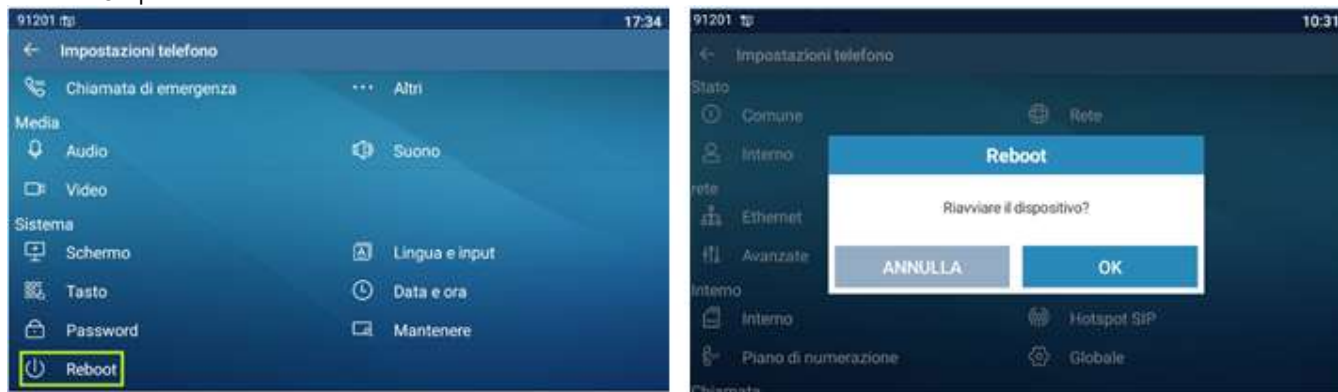 91201 17:34
Impostazioni telefono
Chiamata di emergenza Altri
Media
Audio Suono
Video
Sistema
Schermo Lingua e input
Tasto Data e ora
Password Mantenere
Reboot
91201 10:31
Impostazioni telefono
Stato
Comune Rete
Interno
Reboot
Riavviare il dispositivo?
ANNULLA OK
rete
Ethernet
Avanzate
Interno
Interno Hotspot SIP
Piano di numerazione Globale
Chiamata